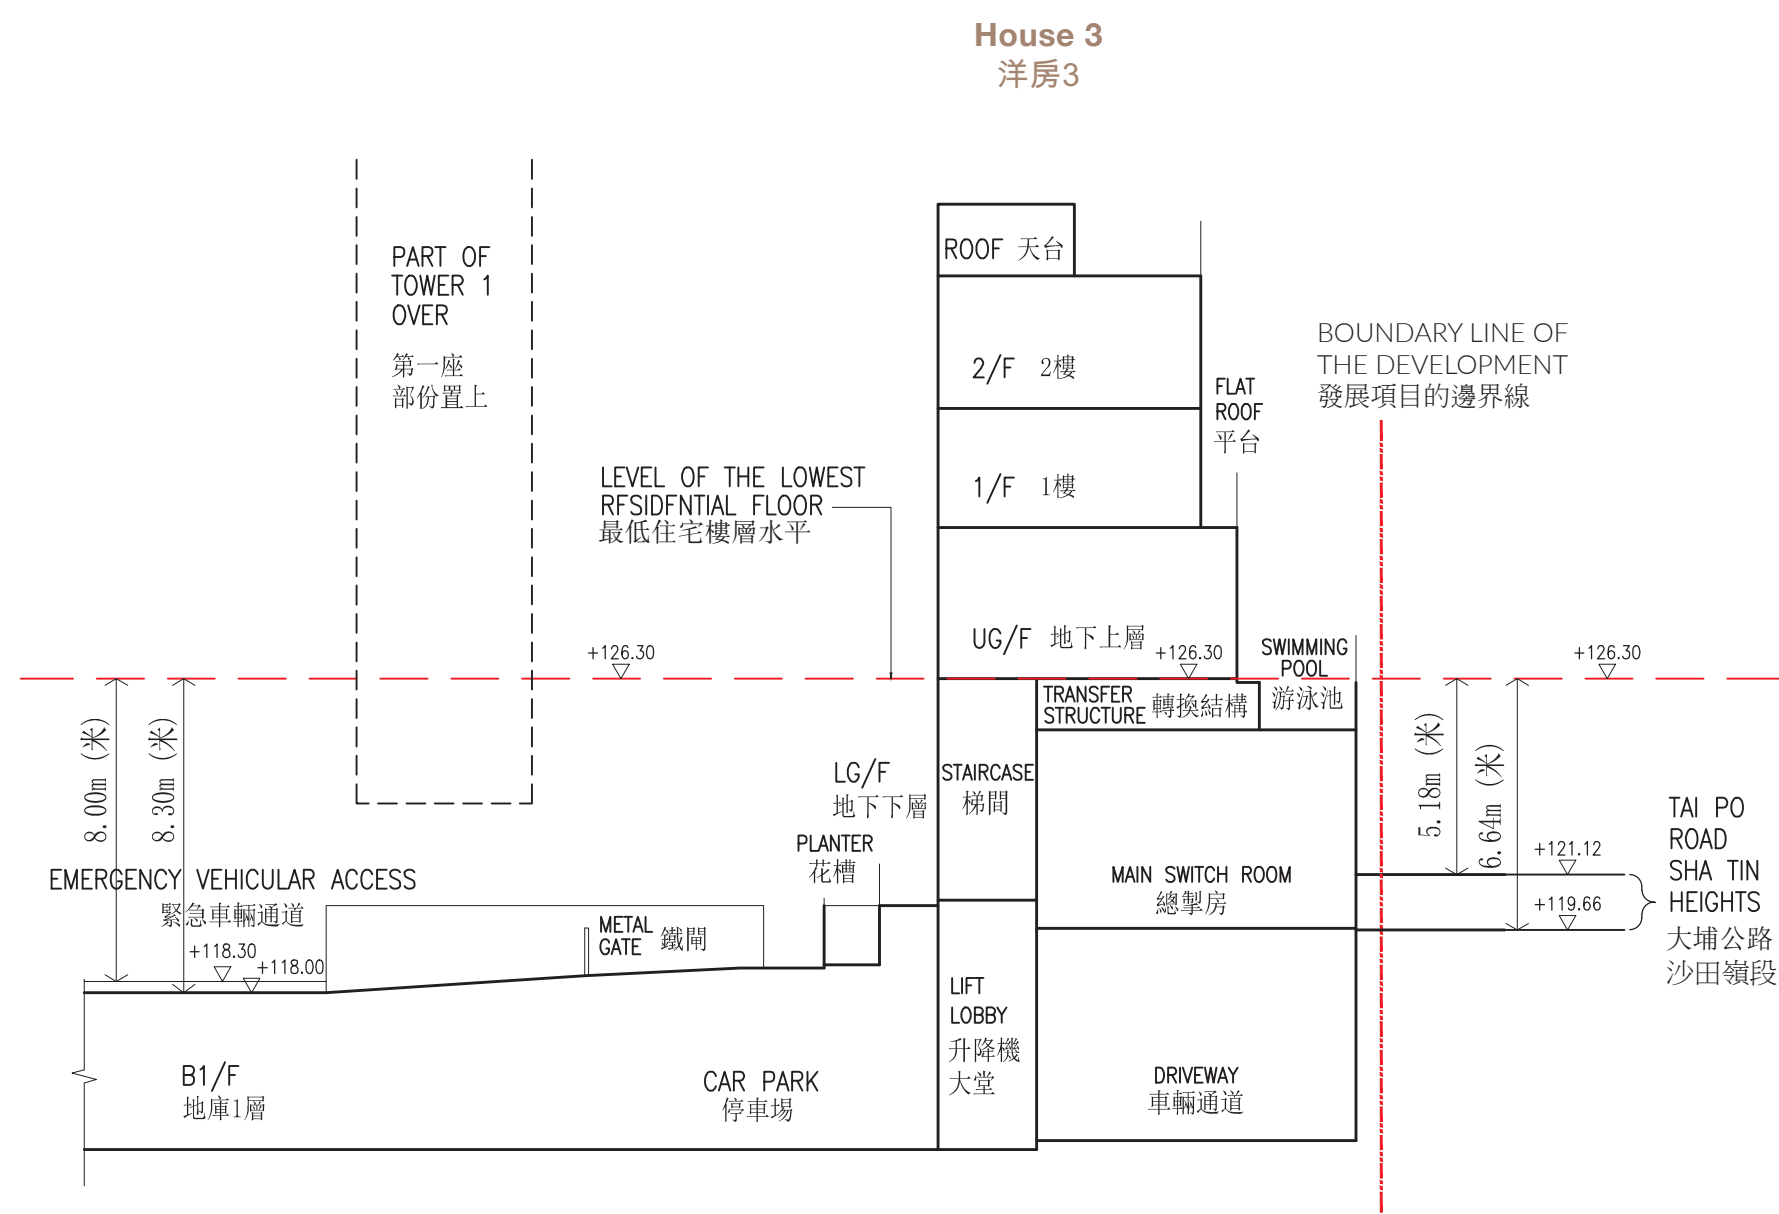 House 3
洋房3
PART OF
TOWER 1
OVER
第一座
部份置上
ROOF 天台
2/F 2樓
1/F 1樓
FLAT
ROOF
平台
BOUNDARY LINE OF
THE DEVELOPMENT
發展項目的邊界線
LEVEL OF THE LOWEST
RESIDENTIAL FLOOR
最低住宅樓層水平
UG/F 地下上層
+126.30
+126.30
+126.30
SWIMMING
POOL
游泳池
TRANSFER
STRUCTURE 轉換結構
8.00m (米)
8.30m (米)
5.18m (米)
6.64m (米)
LG/F
地下下層
STAIRCASE
梯間
PLANTER
花槽
MAIN SWITCH ROOM
總掣房
+121.12
+119.66
TAI PO
ROAD
SHA TIN
HEIGHTS
大埔公路
沙田嶺段
EMERGENCY VEHICULAR ACCESS
緊急車輛通道
+118.30
+118.00
METAL
GATE 鐵閘
LIFT
LOBBY
升降機
大堂
B1/F
地庫1層
CAR PARK
停車場
DRIVEWAY
車輛通道